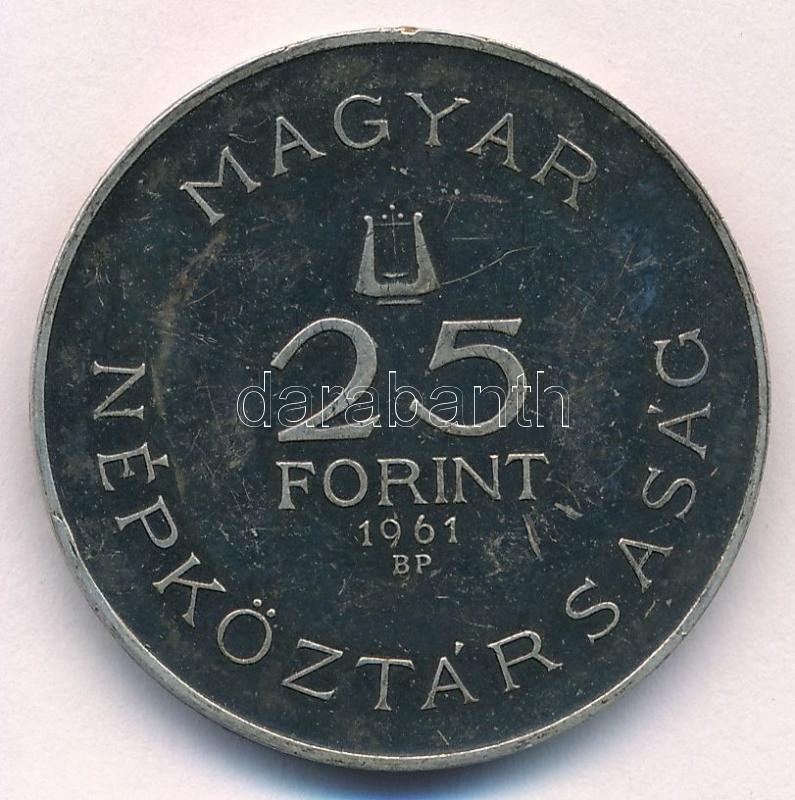 MAGYAR
25
FORINT
1961
BP
NÉPKÖZTÁRSASÁG
darabanth